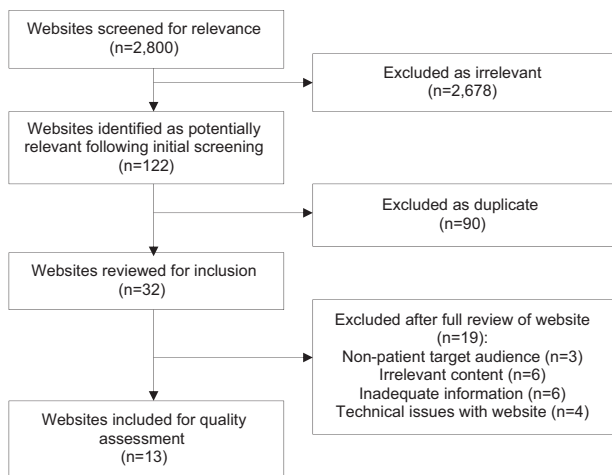 Websites screened for relevance
(n=2,800)
Excluded as irrelevant
(n=2,678)
Websites identified as potentially
relevant following initial screening
(n=122)
Excluded as duplicate
(n=90)
Websites reviewed for inclusion
(n=32)
Excluded after full review of website
(n=19):
Non-patient target audience (n=3)
Irrelevant content (n=6)
Inadequate information (n=6)
Technical issues with website (n=4)
Websites included for quality
assessment
(n=13)